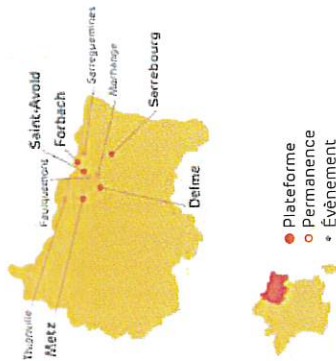 Thionville
Metz
Faulquemont
Saint-Avold
Forbach
Sarreguemines
Morhange
Sarrebourg
Delme
Plateforme
Permanence
Évènement